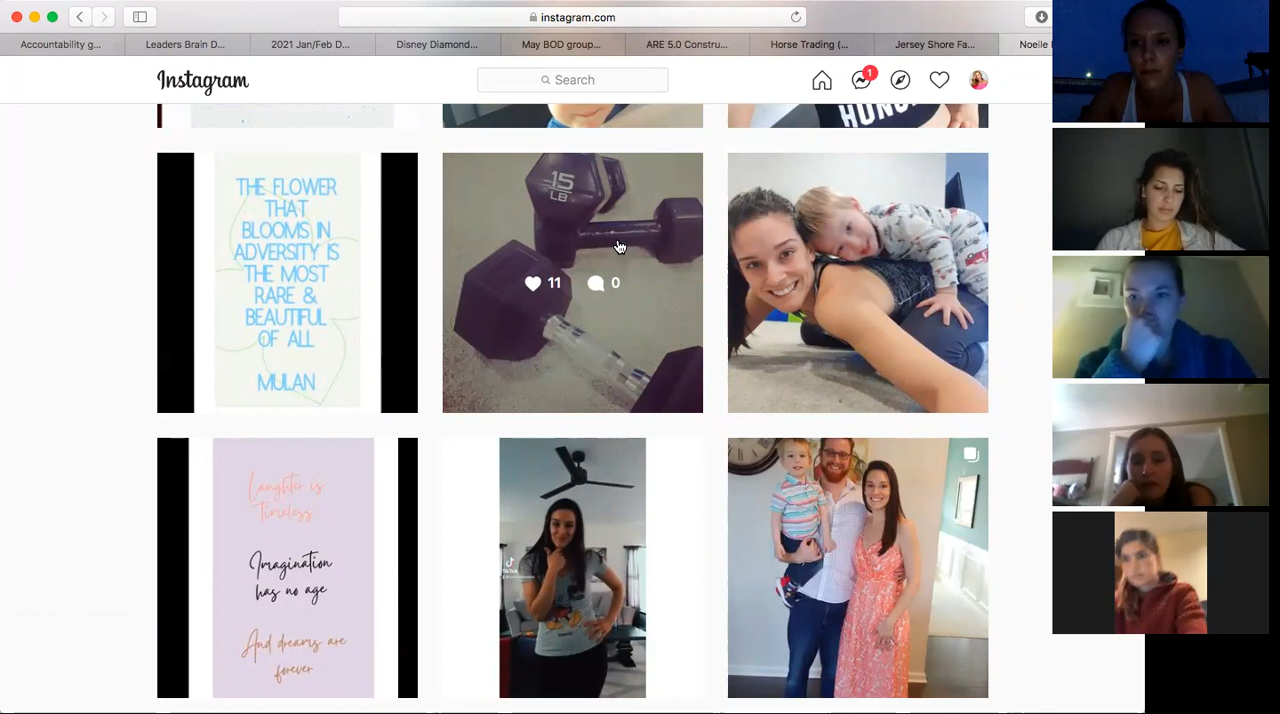 instagram.com
Accountability g...
Leaders Brain D...
2021 Jan/Feb D...
Disney Diamond...
May BOD group...
ARE 5.0 Constru...
Horse Trading (...
Jersey Shore Fa...
Noelle
Instagram
Search
1
THE FLOWER
THAT
BLOOMS IN
ADVERSITY IS
THE MOST
RARE &
BEAUTIFUL
OF ALL
MULAN
15
LB
11
0
Laughter is
timeless
Imagination
has no age
And dreams are
forever
TikTok